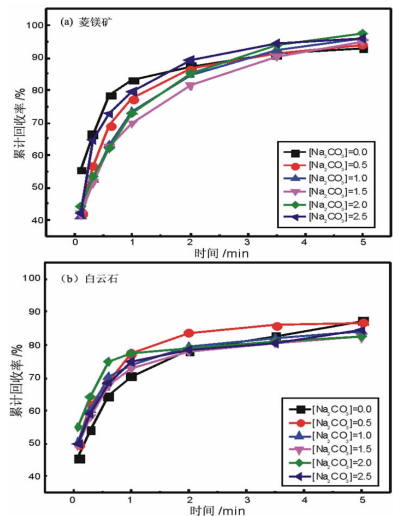 (a) 菱镁矿
累计回收率 /%
100
90
80
70
60
50
40
[Na₂CO₃]=0.0
[Na₂CO₃]=0.5
[Na₂CO₃]=1.0
[Na₂CO₃]=1.5
[Na₂CO₃]=2.0
[Na₂CO₃]=2.5
0 1 2 3 4 5
时间 /min
(b) 白云石
累计回收率 /%
100
90
80
70
60
50
40
[Na₂CO₃]=0.0
[Na₂CO₃]=0.5
[Na₂CO₃]=1.0
[Na₂CO₃]=1.5
[Na₂CO₃]=2.0
[Na₂CO₃]=2.5
0 1 2 3 4 5
时间 /min